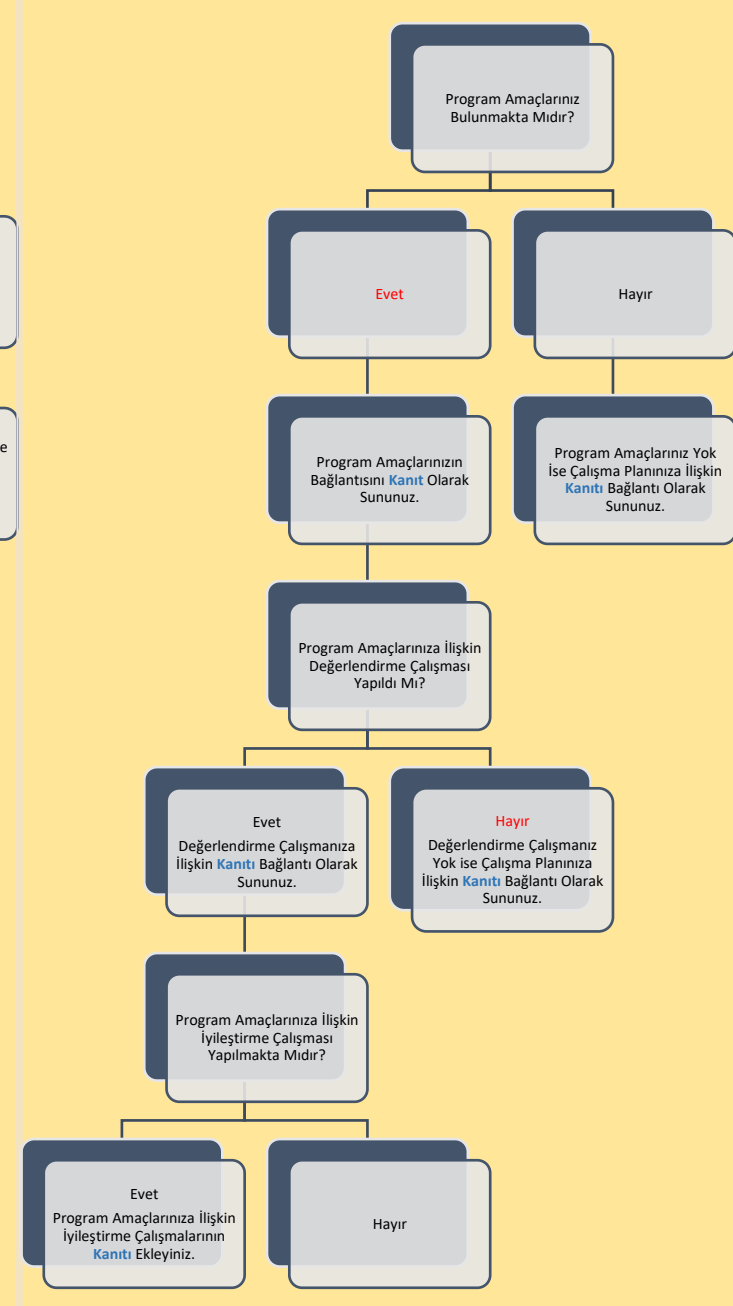 Program Amaçlarınız
Bulunmakta Mıdır?
Evet
Hayır
Program Amaçlarınızın
Bağlantısını Kanıt Olarak
Sununuz.
Program Amaçlarınız Yok
İse Çalışma Planınıza İlişkin
Kanıtı Bağlantı Olarak
Sununuz.
Program Amaçlarınıza İlişkin
Değerlendirme Çalışması
Yapıldı Mı?
Evet
Değerlendirme Çalışmanıza
İlişkin Kanıtı Bağlantı Olarak
Sununuz.
Hayır
Değerlendirme Çalışmanız
Yok ise Çalışma Planınıza
İlişkin Kanıtı Bağlantı Olarak
Sununuz.
Program Amaçlarınıza İlişkin
İyileştirme Çalışması
Yapılmakta Mıdır?
Evet
Program Amaçlarınıza İlişkin
İyileştirme Çalışmalarının
Kanıtı Ekleyiniz.
Hayır